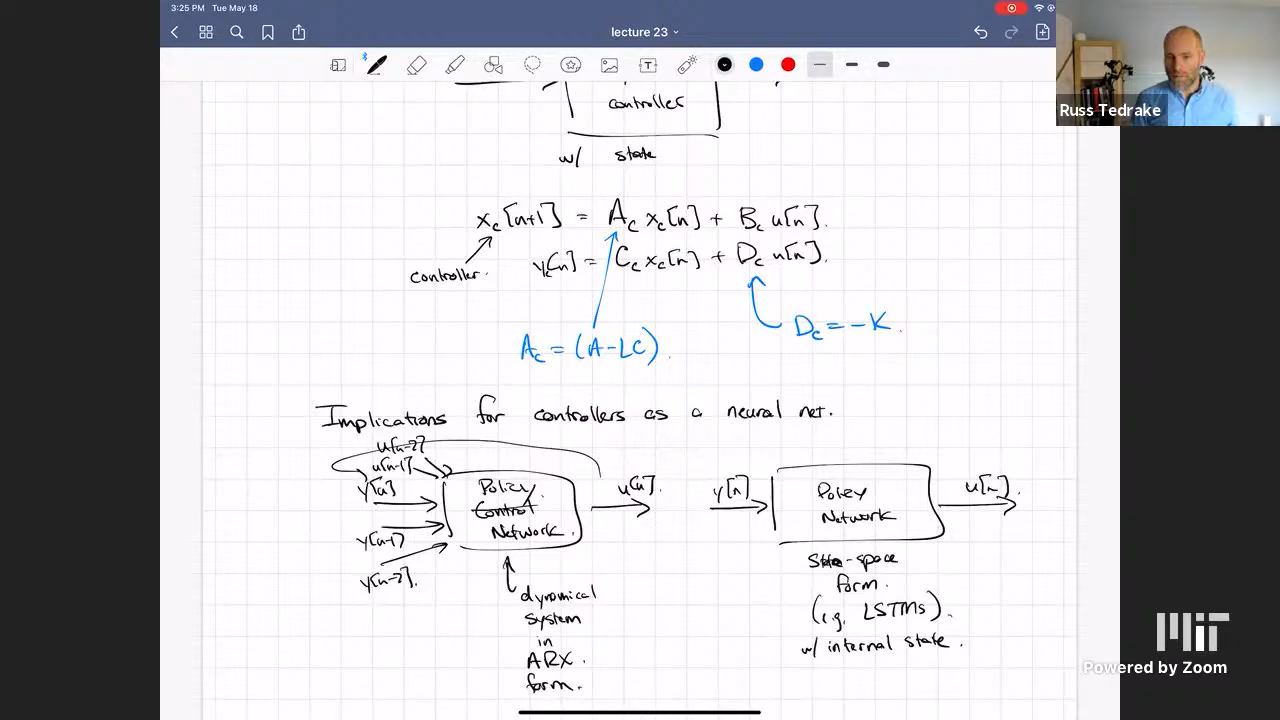 3:25 PM Tue May 18
lecture 23
Russ Tedrake
controller
w/ state
x_c[n+1] = A_c x_c[n] + B_c u[n].
y_c[n] = C_c x_c[n] + D_c u[n].
controller.
D_c = -K.
A_c = (A-LC).
Implications for controllers as a neural net.
u[n-2]
u[n-1]
y[n]
y[n-1]
y[n-2].
Policy
Control
Network
u[n].
dynamical
system
in
ARX.
form.
y[n]
Policy
Network
u[n].
State-space
form.
(e.g. LSTMs).
w/ internal state.
MIT
Powered by Zoom